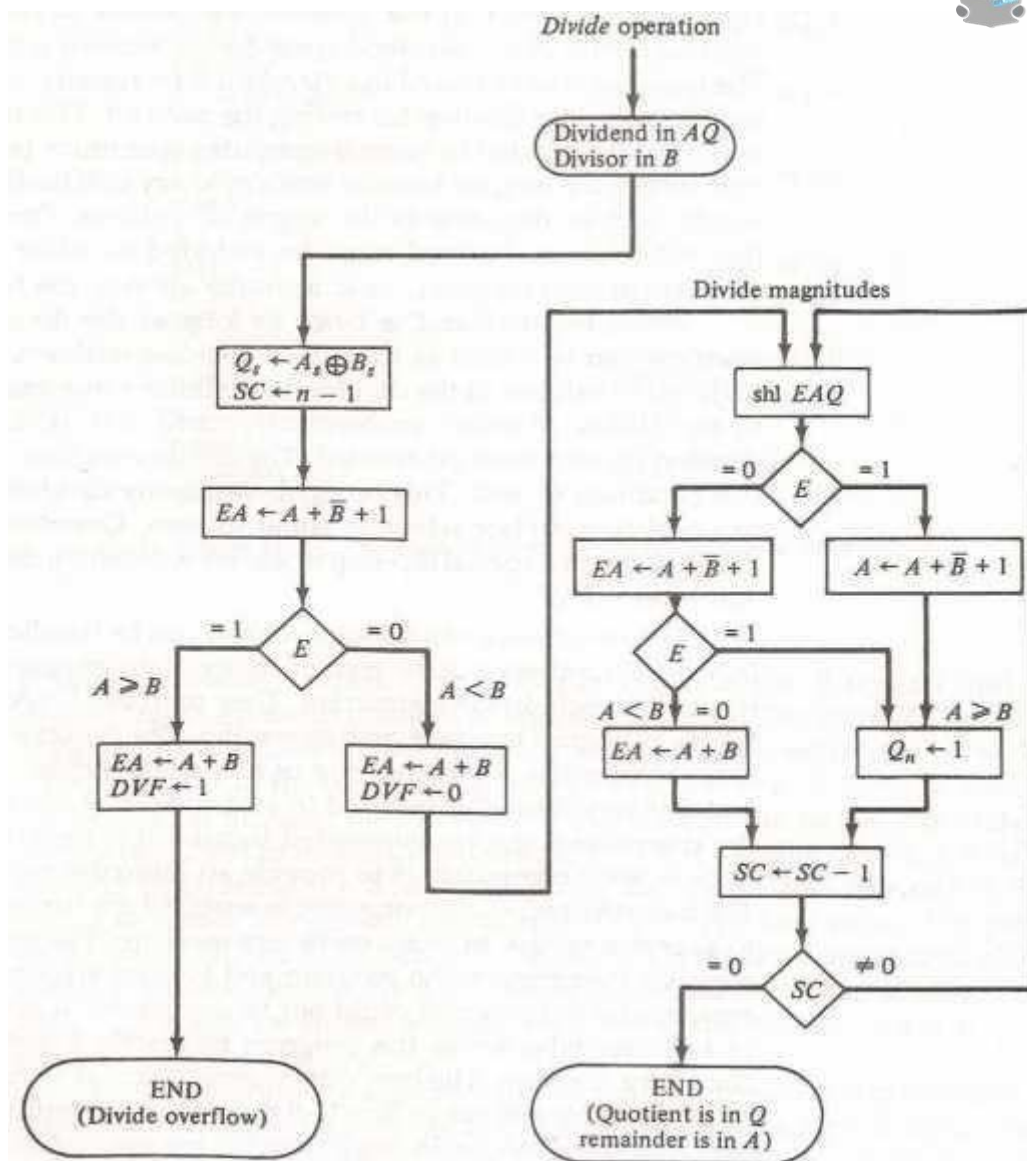 Divide operation
Dividend in AQ
Divisor in B
Divide magnitudes
Qₛ ← Aₛ ⊕ Bₛ
SC ← n − 1
shl EAQ
= 0
= 1
E
EA ← A + B̅ + 1
EA ← A + B̅ + 1
A ← A + B̅ + 1
= 1
= 0
E
= 1
E
A ⩾ B
A < B
A < B
= 0
A ⩾ B
EA ← A + B
DVF ← 1
EA ← A + B
DVF ← 0
EA ← A + B
Qₙ ← 1
SC ← SC − 1
= 0
≠ 0
SC
END
(Divide overflow)
END
(Quotient is in Q
remainder is in A)